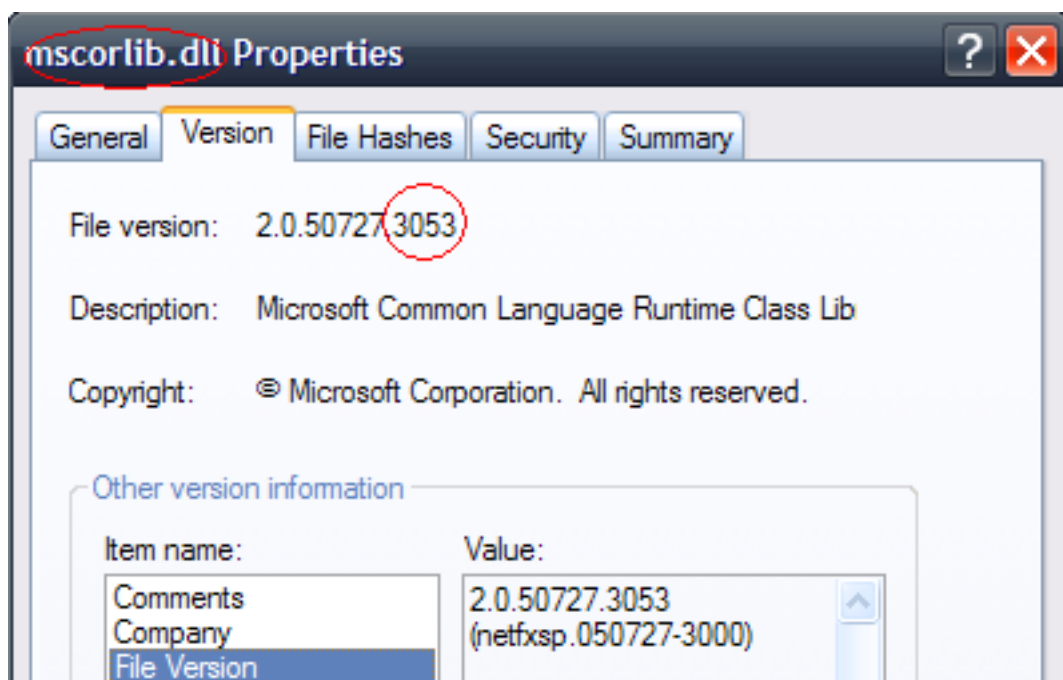 mscorlib.dll Properties
General Version File Hashes Security Summary
File version: 2.0.50727.3053
Description: Microsoft Common Language Runtime Class Lib
Copyright: © Microsoft Corporation. All rights reserved.
Other version information
Item name: Value:
Comments 2.0.50727.3053
Company (netfxsp.050727-3000)
File Version